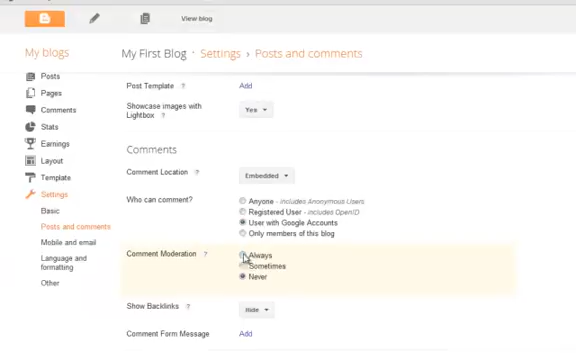 View blog
My blogs
My First Blog · Settings › Posts and comments
Posts
Pages
Comments
Stats
Earnings
Layout
Template
Settings
Basic
Posts and comments
Mobile and email
Language and
formatting
Other
Post Template Add
Showcase images with
Lightbox ? Yes
Comments
Comment Location Embedded
?
Who can comment? ?
Anyone - includes Anonymous Users
Registered User - includes OpenID
User with Google Accounts
Only members of this blog
Comment Moderation ?
Always
Sometimes
Never
Show Backlinks ? Hide
Comment Form Message Add